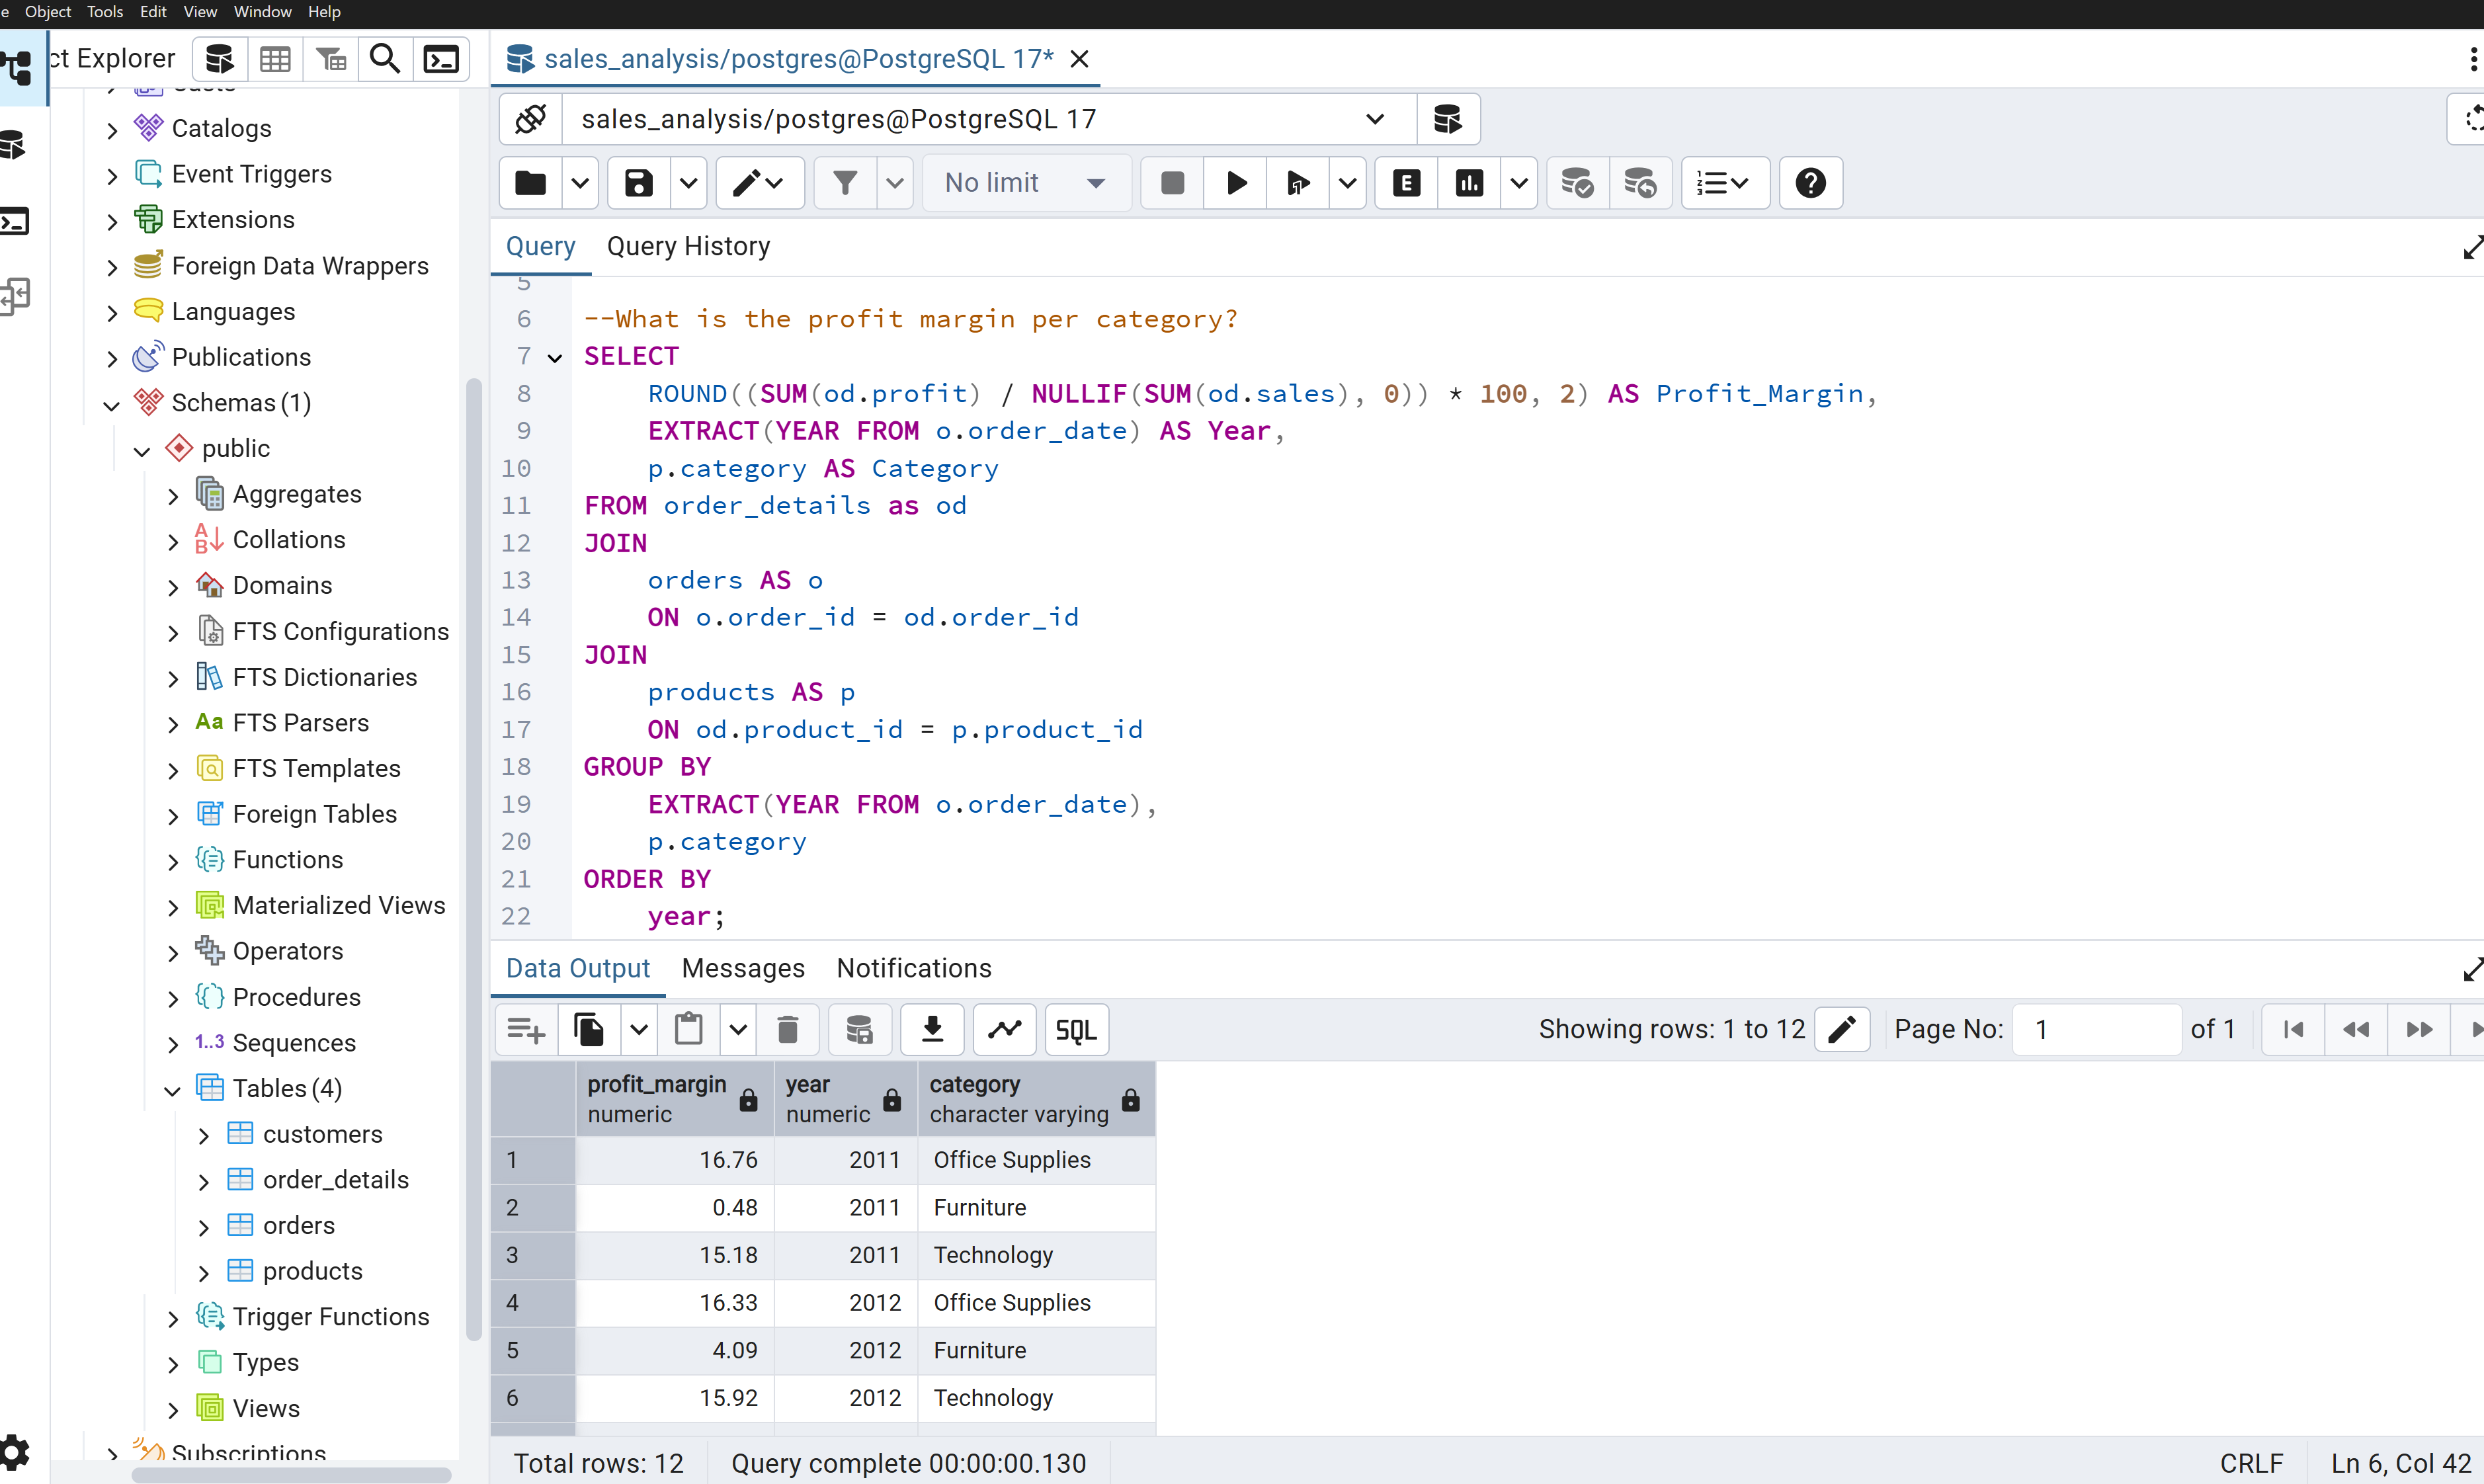 Object Tools Edit View Window Help
ct Explorer
Catalogs
Event Triggers
Extensions
Foreign Data Wrappers
Languages
Publications
Schemas (1)
public
Aggregates
Collations
Domains
FTS Configurations
FTS Dictionaries
Aa FTS Parsers
FTS Templates
Foreign Tables
Functions
Materialized Views
Operators
Procedures
1..3 Sequences
Tables (4)
customers
order_details
orders
products
Trigger Functions
Types
Views
Subscriptions
sales_analysis/postgres@PostgreSQL 17*
sales_analysis/postgres@PostgreSQL 17
No limit
E
Query Query History
5
6 --What is the profit margin per category?
7 SELECT
8 ROUND((SUM(od.profit) / NULLIF(SUM(od.sales), 0)) * 100, 2) AS Profit_Margin,
9 EXTRACT(YEAR FROM o.order_date) AS Year,
10 p.category AS Category
11 FROM order_details as od
12 JOIN
13 orders AS o
14 ON o.order_id = od.order_id
15 JOIN
16 products AS p
17 ON od.product_id = p.product_id
18 GROUP BY
19 EXTRACT(YEAR FROM o.order_date),
20 p.category
21 ORDER BY
22 year;
Data Output Messages Notifications
SQL
Showing rows: 1 to 12 Page No: 1 of 1
profit_margin year category
numeric numeric character varying
1 16.76 2011 Office Supplies
2 0.48 2011 Furniture
3 15.18 2011 Technology
4 16.33 2012 Office Supplies
5 4.09 2012 Furniture
6 15.92 2012 Technology
Total rows: 12 Query complete 00:00:00.130 CRLF Ln 6, Col 42